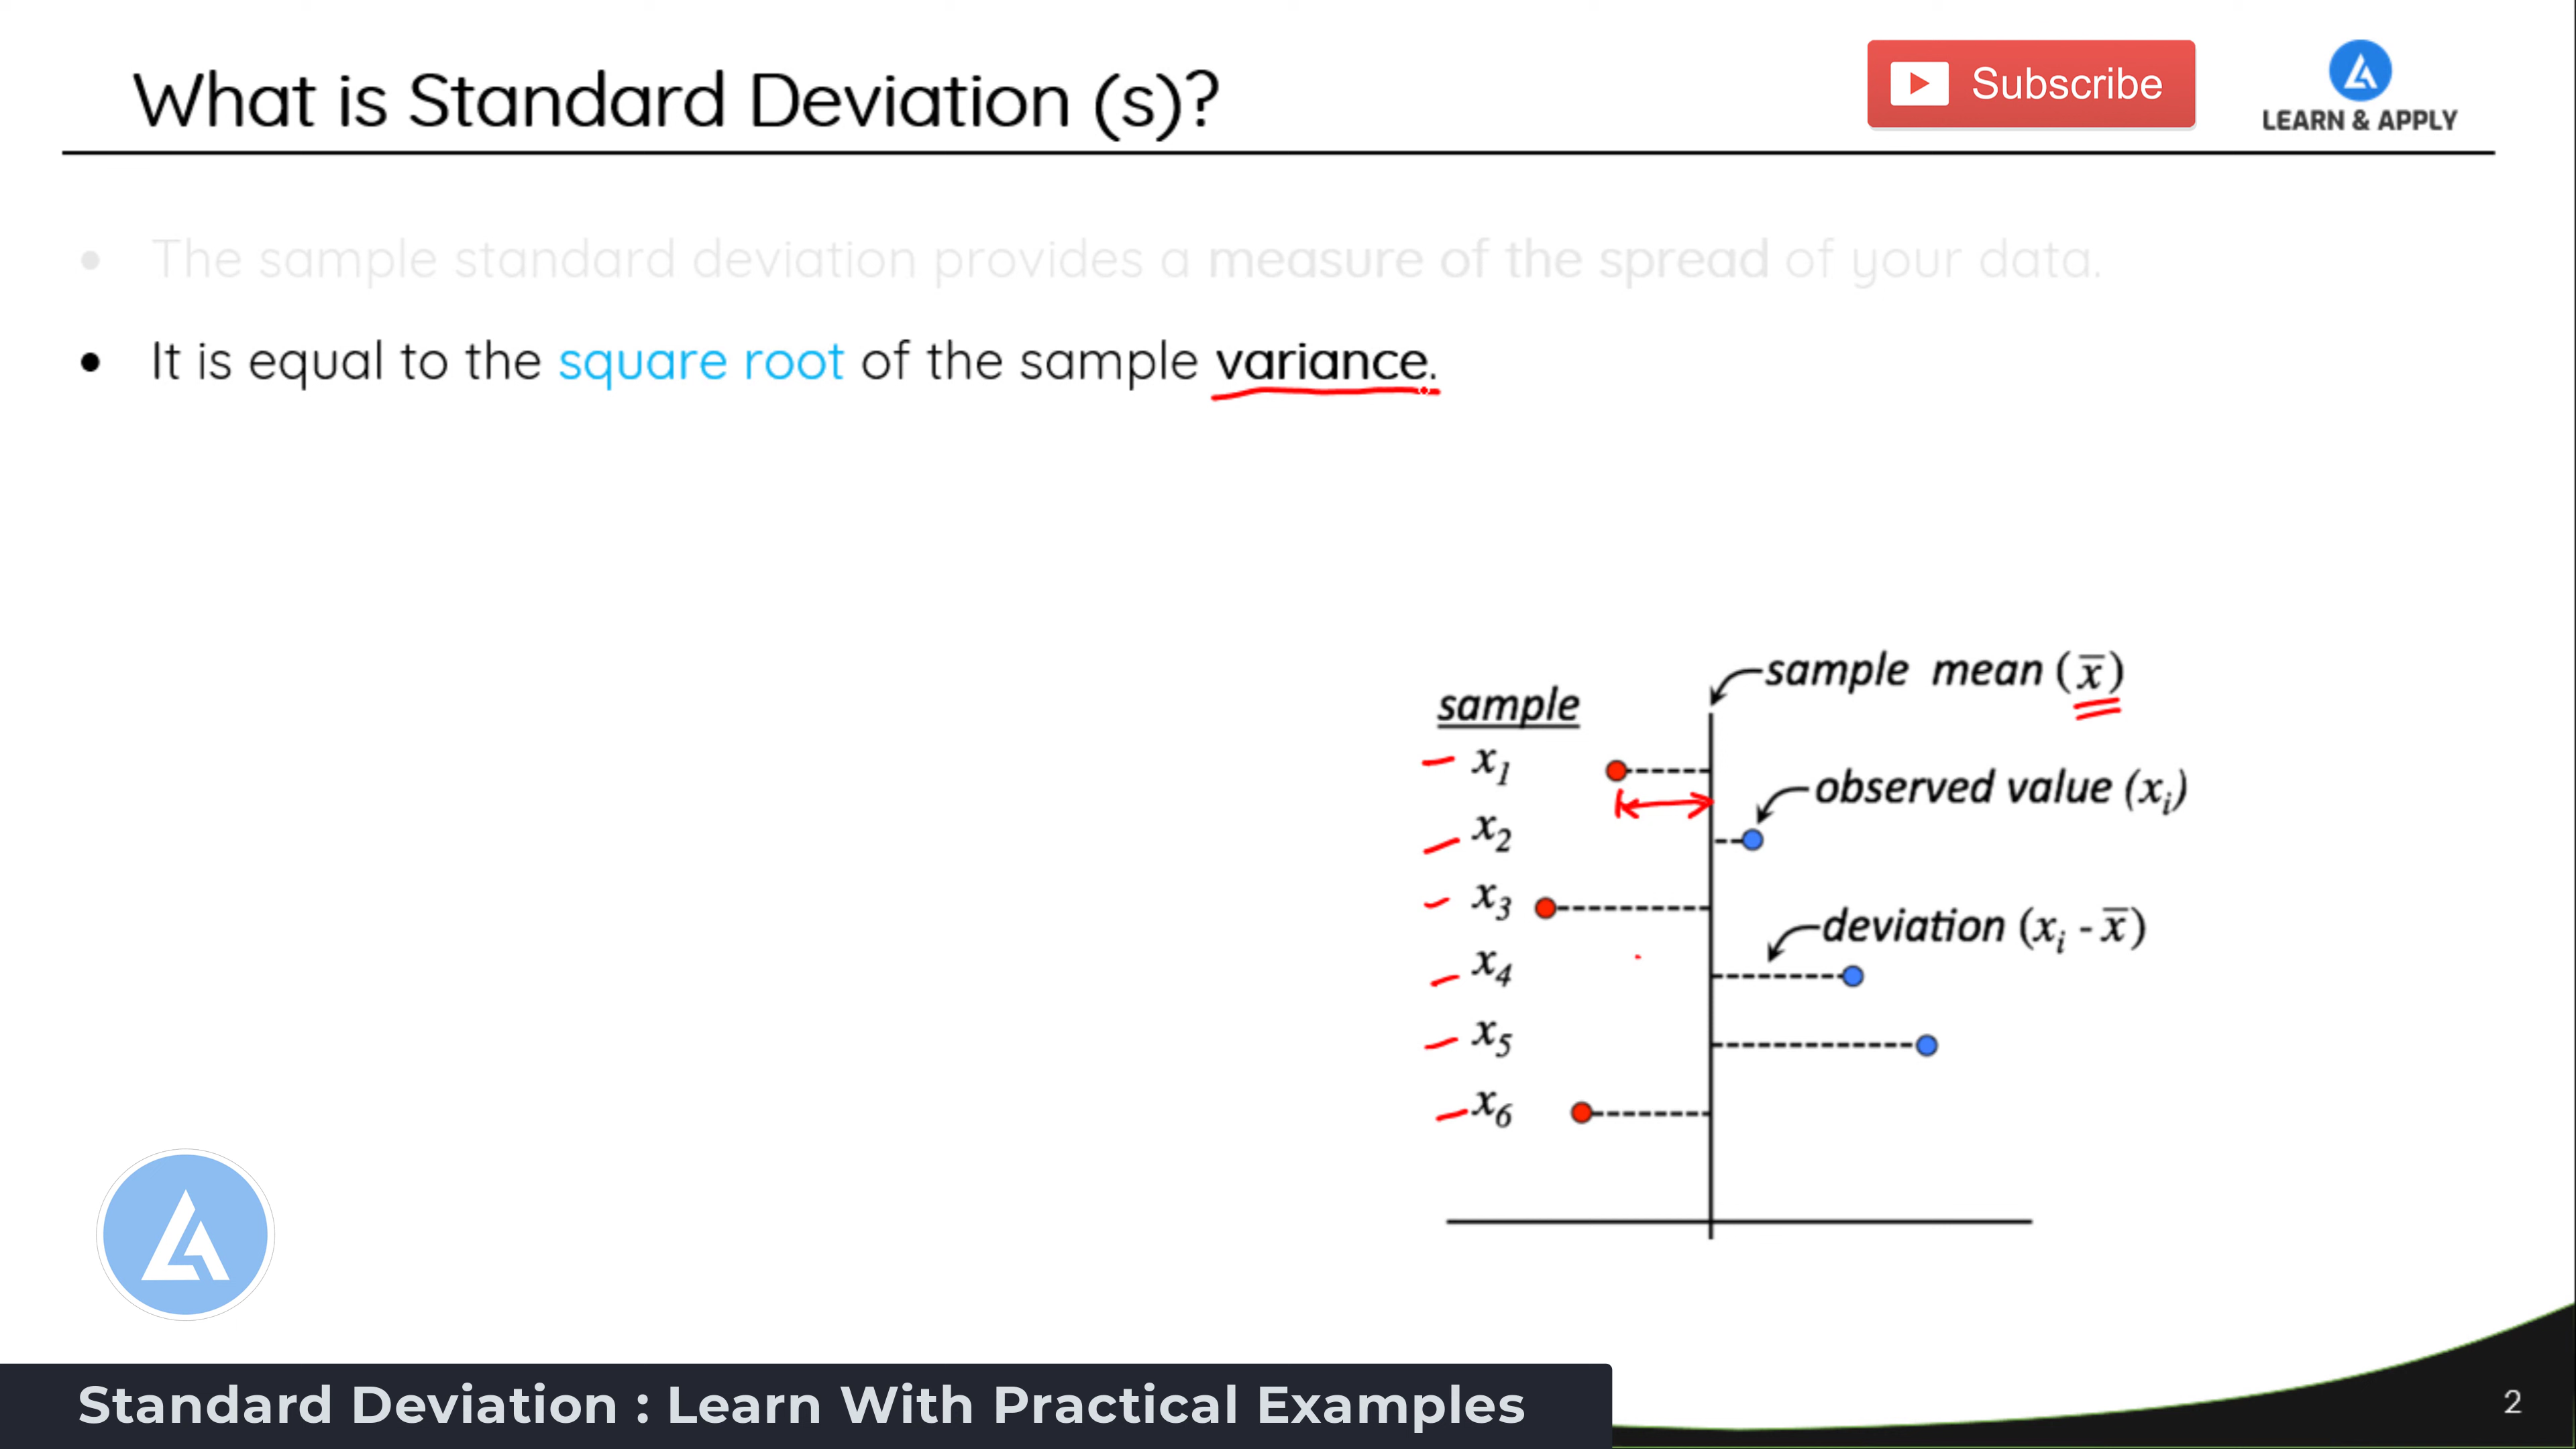 What is Standard Deviation (s)?
Subscribe
LEARN & APPLY
• The sample standard deviation provides a measure of the spread of your data.
• It is equal to the square root of the sample variance.
sample mean (x̅)
sample
x₁
observed value (xᵢ)
x₂
x₃
deviation (xᵢ - x̅)
x₄
x₅
x₆
Standard Deviation : Learn With Practical Examples
2